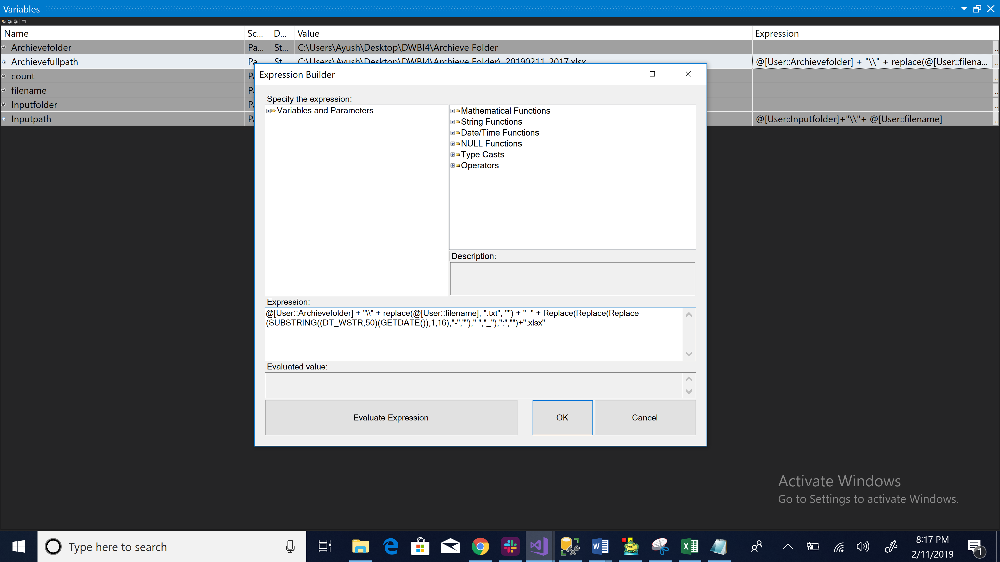 Variables
Name Sc... D... Value Expression
Archievefolder Pa... St... C:\Users\Ayush\Desktop\DWBI4\Archieve Folder
Archievefullpath Pa St C:\Users\Ayush\Desktop\DWBI4\Archieve Folder\_20190211_2017.xlsx @[User::Archievefolder] + "\\" + replace(@[User::filena...
count
filename
Inputfolder
Inputpath @[User::Inputfolder]+"\\"+ @[User::filename]
Expression Builder
Specify the expression:
Variables and Parameters
Mathematical Functions
String Functions
Date/Time Functions
NULL Functions
Type Casts
Operators
Description:
Expression:
@[User::Archievefolder] + "\\" + replace(@[User::filename], ".txt", "") + "_" + Replace(Replace(Replace
(SUBSTRING((DT_WSTR,50)(GETDATE()),1,16),"-","")," ","_"),":","")+".xlsx"
Evaluated value:
Evaluate Expression OK Cancel
Activate Windows
Go to Settings to activate Windows.
Type here to search
8:17 PM
2/11/2019
1